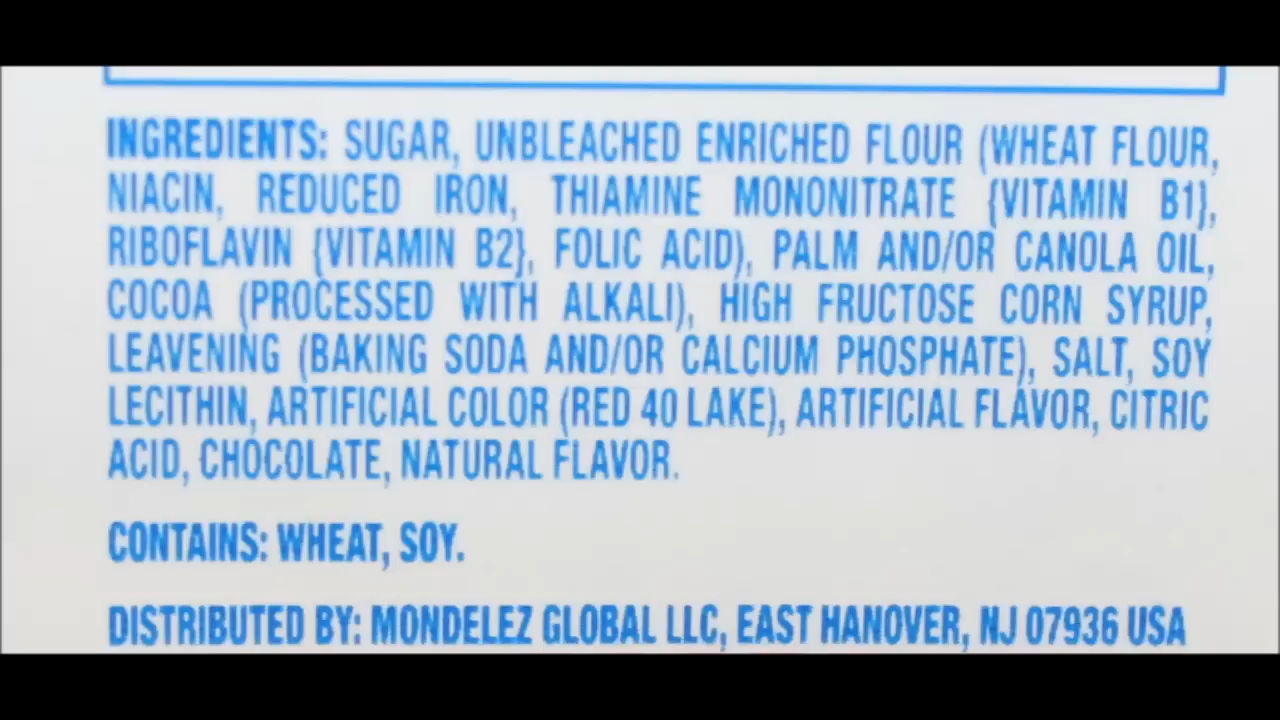 INGREDIENTS: SUGAR, UNBLEACHED ENRICHED FLOUR (WHEAT FLOUR,
NIACIN, REDUCED IRON, THIAMINE MONONITRATE {VITAMIN B1},
RIBOFLAVIN {VITAMIN B2}, FOLIC ACID), PALM AND/OR CANOLA OIL,
COCOA (PROCESSED WITH ALKALI), HIGH FRUCTOSE CORN SYRUP,
LEAVENING (BAKING SODA AND/OR CALCIUM PHOSPHATE), SALT, SOY
LECITHIN, ARTIFICIAL COLOR (RED 40 LAKE), ARTIFICIAL FLAVOR, CITRIC
ACID, CHOCOLATE, NATURAL FLAVOR.
CONTAINS: WHEAT, SOY.
DISTRIBUTED BY: MONDELEZ GLOBAL LLC, EAST HANOVER, NJ 07936 USA